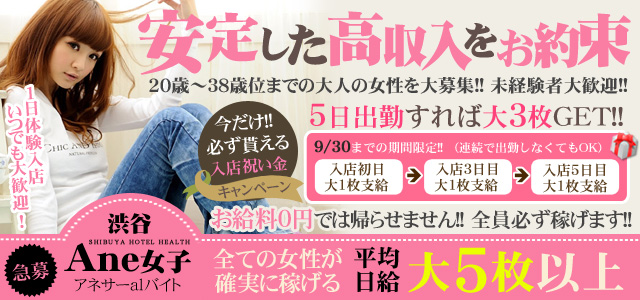 安定した高収入をお約束
20歳～38歳位までの大人の女性を大募集!! 未経験者大歓迎!!
1日体験入店
いつでも大歓迎！
今だけ!!
必ず貰える
入店祝い金
キャンペーン
5日出勤すれば大3枚GET!!
9/30までの期間限定!! （連続で出勤しなくてもOK）
入店初日
大1枚支給
入店3日目
大1枚支給
入店5日目
大1枚支給
お給料0円では帰らせません!! 全員必ず稼げます!!
急募
渋谷
SHIBUYA HOTEL HEALTH
Ane女子
アネサーalバイト
全ての女性が
確実に稼げる
平均
日給
大5枚以上